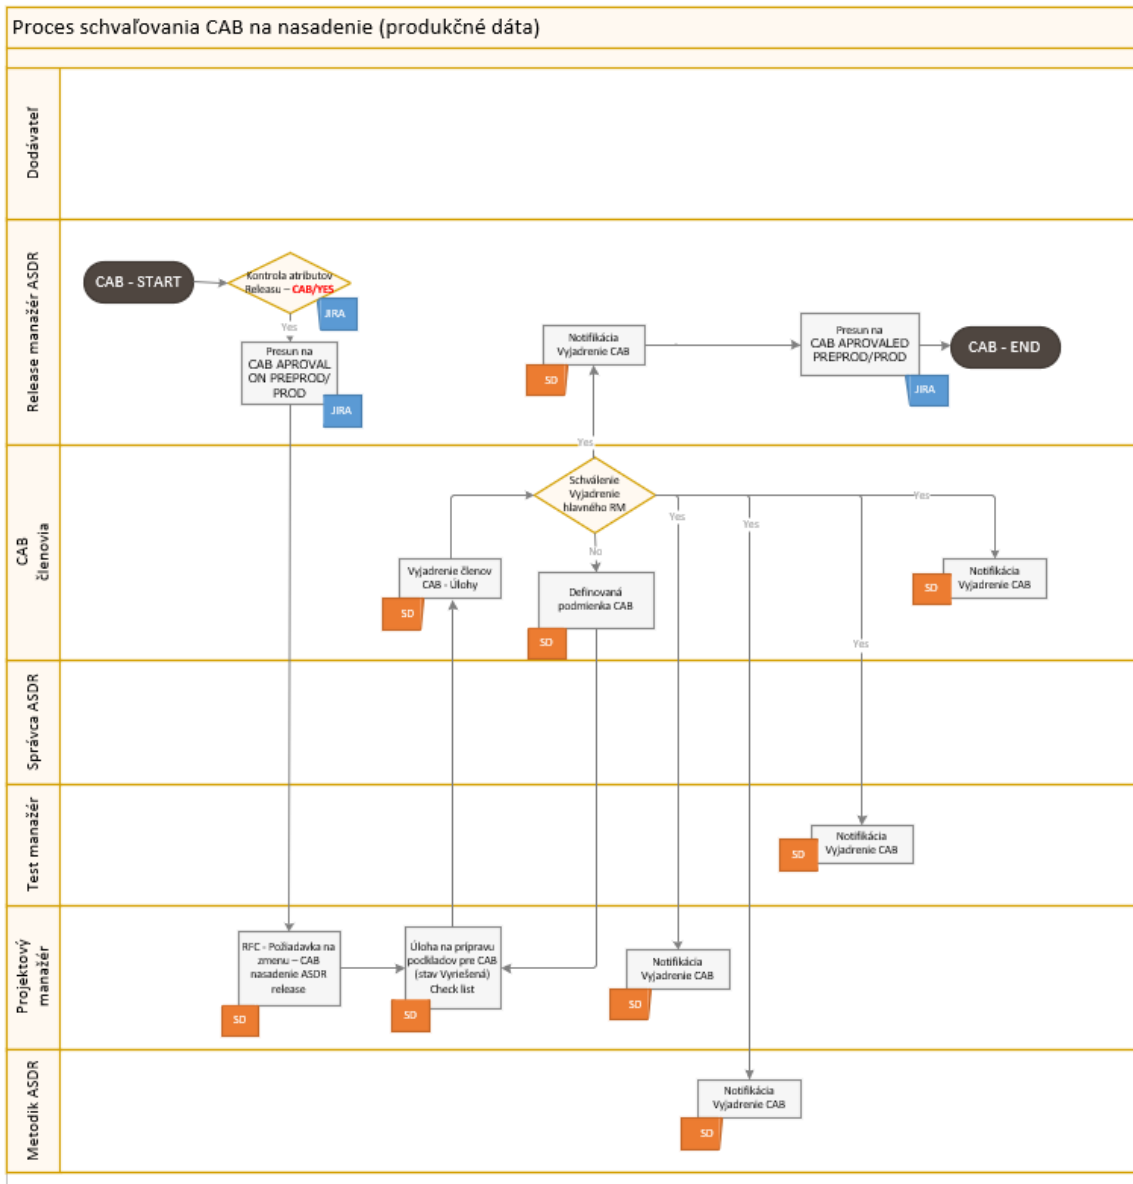 Proces schvaľovania CAB na nasadenie (produkčné dáta)
Dodávateľ
Release manažér ASDR
CAB - START
Kontrola atribútov
Releasu – CAB/YES
JIRA
Yes
Presun na
CAB APROVAL
ON PREPROD/
PROD
JIRA
Notifikácia
Vyjadrenie CAB
SD
Presun na
CAB APROVALED
PREPROD/PROD
JIRA
CAB - END
Yes
CAB
členovia
Schválenie
Vyjadrenie
hlavného RM
Yes
Yes
Yes
No
Vyjadrenie členov
CAB - Úlohy
SD
Definovaná
podmienka CAB
SD
Notifikácia
Vyjadrenie CAB
SD
Yes
Správca ASDR
Test manažér
Notifikácia
Vyjadrenie CAB
SD
Projektový
manažér
RFC - Požiadavka na
zmenu – CAB
nasadenie ASDR
release
SD
Úloha na prípravu
podkladov pre CAB
(stav Vyriešená)
Check list
SD
Notifikácia
Vyjadrenie CAB
SD
Metodik ASDR
Notifikácia
Vyjadrenie CAB
SD